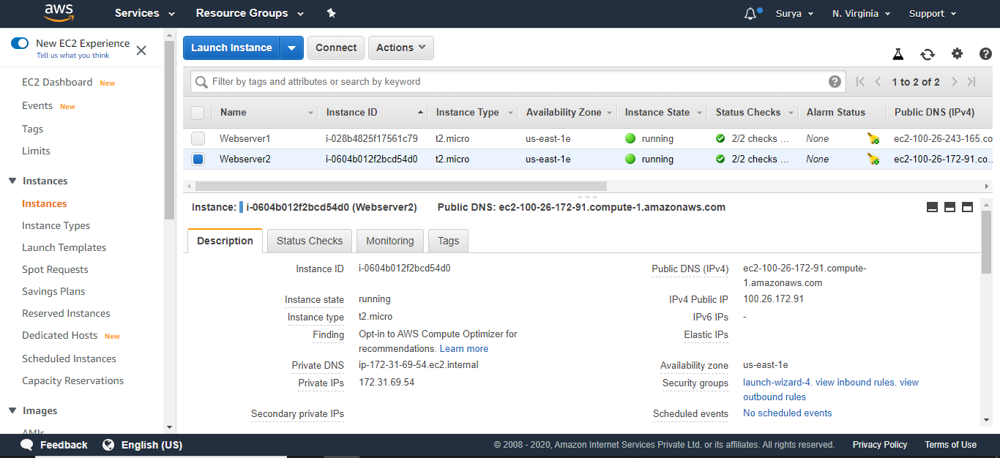 aws Services Resource Groups Surya N. Virginia Support
New EC2 Experience
Tell us what you think
EC2 Dashboard New
Events New
Tags
Limits
Instances
Instances
Instance Types
Launch Templates
Spot Requests
Savings Plans
Reserved Instances
Dedicated Hosts New
Scheduled Instances
Capacity Reservations
Images
AMIs
Launch Instance Connect Actions
Filter by tags and attributes or search by keyword 1 to 2 of 2
Name Instance ID Instance Type Availability Zone Instance State Status Checks Alarm Status Public DNS (IPv4)
Webserver1 i-028b4825f17561c79 t2.micro us-east-1e running 2/2 checks ... None ec2-100-26-243-165.co
Webserver2 i-0604b012f2bcd54d0 t2.micro us-east-1e running 2/2 checks ... None ec2-100-26-172-91.co...
Instance: i-0604b012f2bcd54d0 (Webserver2) Public DNS: ec2-100-26-172-91.compute-1.amazonaws.com
Description Status Checks Monitoring Tags
Instance ID i-0604b012f2bcd54d0
Instance state running
Instance type t2.micro
Finding Opt-in to AWS Compute Optimizer for
recommendations. Learn more
Private DNS ip-172-31-69-54.ec2.internal
Private IPs 172.31.69.54
Secondary private IPs
Public DNS (IPv4) ec2-100-26-172-91.compute-
1.amazonaws.com
IPv4 Public IP 100.26.172.91
IPv6 IPs -
Elastic IPs
Availability zone us-east-1e
Security groups launch-wizard-4. view inbound rules. view
outbound rules
Scheduled events No scheduled events
Feedback English (US) © 2008 - 2020, Amazon Internet Services Private Ltd. or its affiliates. All rights reserved. Privacy Policy Terms of Use